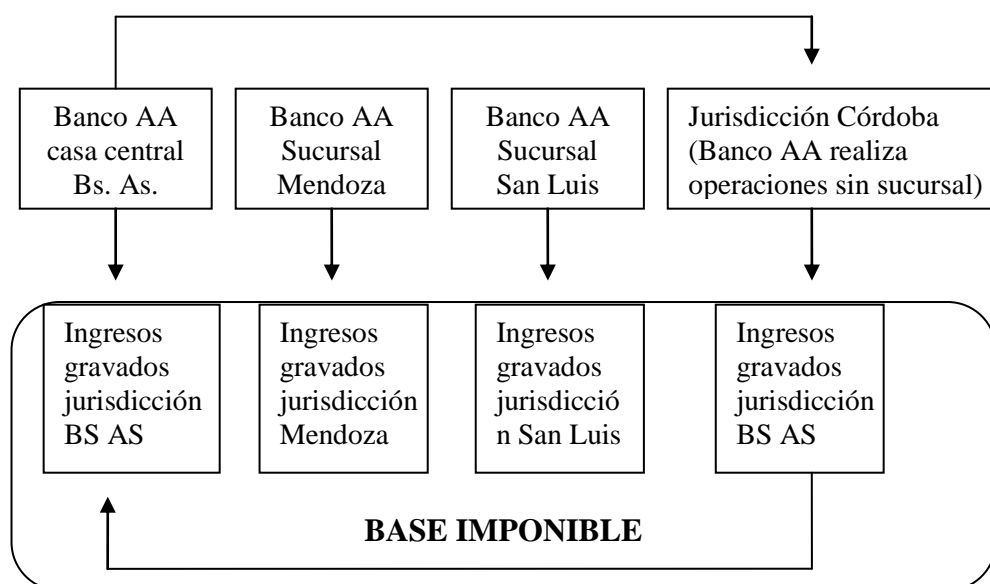 Banco AA
casa central
Bs. As.
Banco AA
Sucursal
Mendoza
Banco AA
Sucursal
San Luis
Jurisdicción Córdoba
(Banco AA realiza
operaciones sin sucursal)
Ingresos
gravados
jurisdicción
BS AS
Ingresos
gravados
jurisdicción
Mendoza
Ingresos
gravados
jurisdicció
n San Luis
Ingresos
gravados
jurisdicción
BS AS
BASE IMPONIBLE